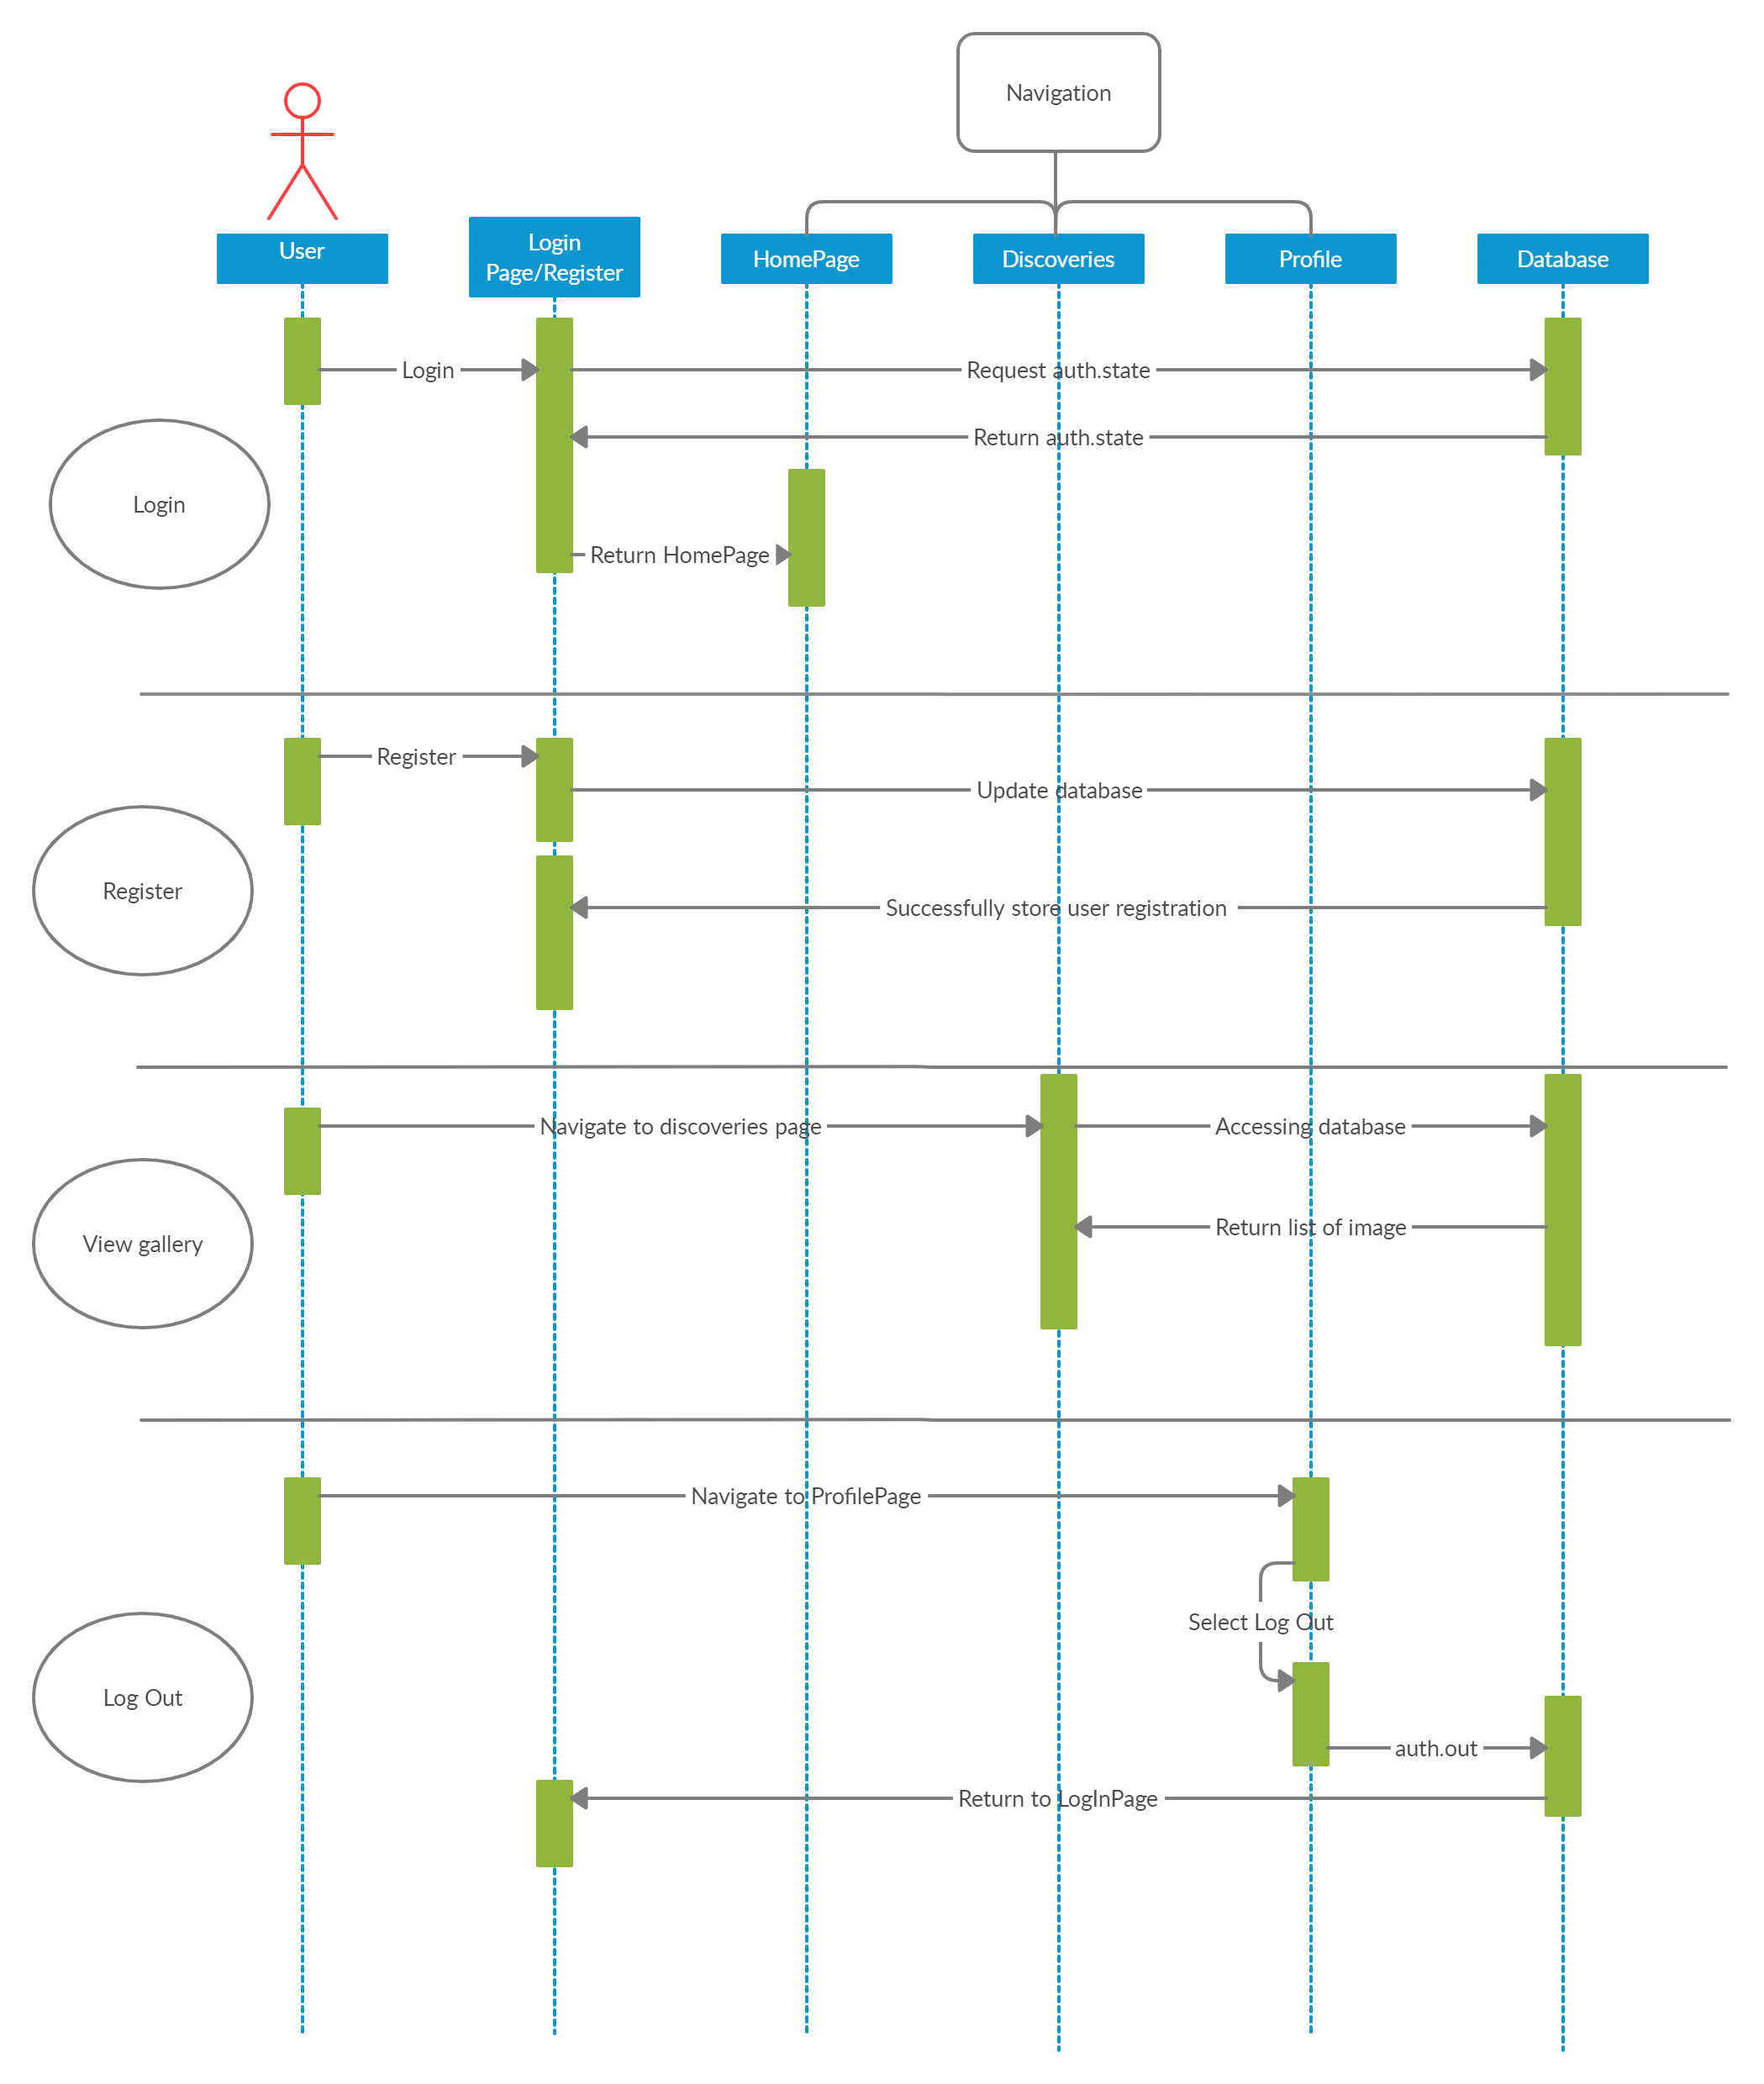 Navigation
User
Login
Page/Register
HomePage
Discoveries
Profile
Database
Login
Request auth.state
Return auth.state
Login
Return HomePage
Register
Update database
Register
Successfully store user registration
Navigate to discoveries page
Accessing database
Return list of image
View gallery
Navigate to ProfilePage
Select Log Out
Log Out
auth.out
Return to LogInPage